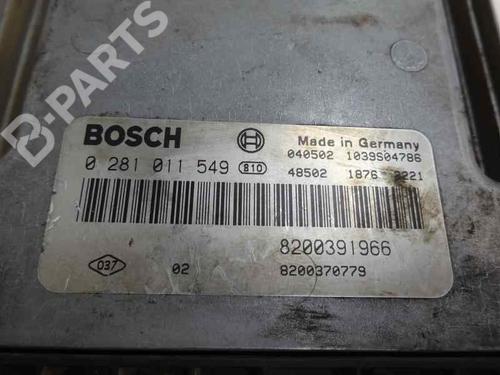 B-PARTS
BOSCH
Made in Germany
0 281 011 549 810
040502 1039S04786
48502 1876 2221
8200391966
037 02 8200370779